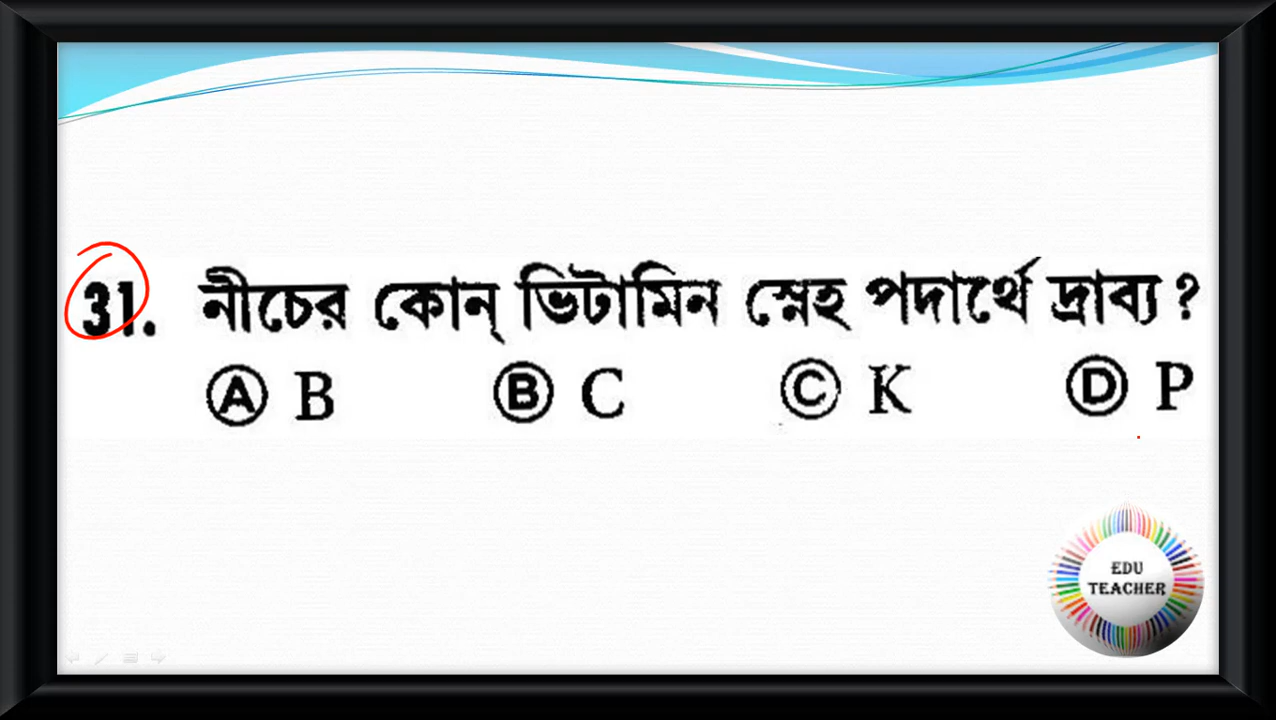 31. নীচের কোন্ ভিটামিন স্নেহ পদার্থে দ্রাব্য ?
Ⓐ B Ⓑ C Ⓒ K Ⓓ P
EDU
TEACHER